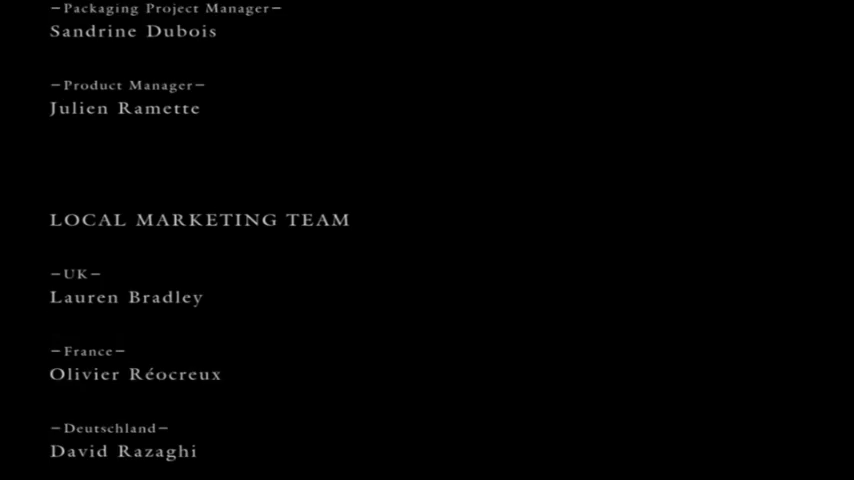 –Packaging Project Manager–
Sandrine Dubois
–Product Manager–
Julien Ramette
LOCAL MARKETING TEAM
–UK–
Lauren Bradley
–France–
Olivier Réocreux
–Deutschland–
David Razaghi